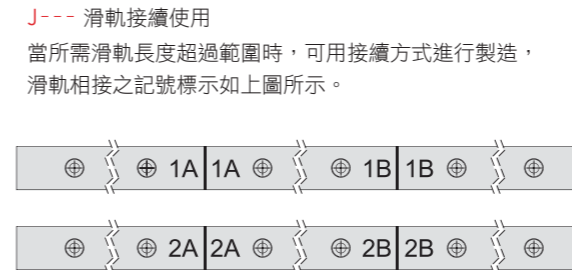 J--- 滑軌接續使用
當所需滑軌長度超過範圍時，可用接續方式進行製造，
滑軌相接之記號標示如上圖所示。
1A 1A 1B 1B
2A 2A 2B 2B